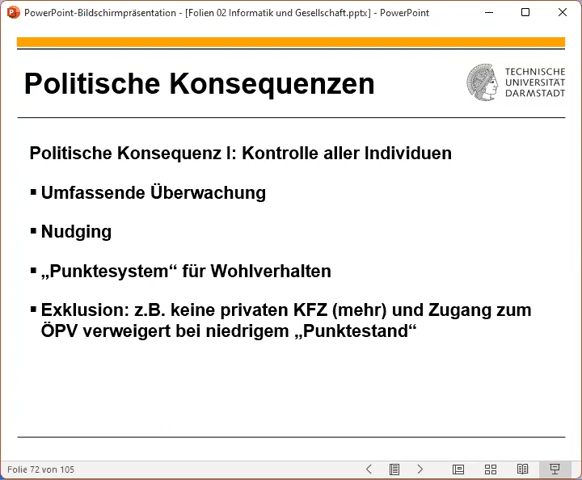 PowerPoint-Bildschirmpräsentation - [Folien 02 Informatik und Gesellschaft.pptx] - PowerPoint
Politische Konsequenzen
TECHNISCHE
UNIVERSITÄT
DARMSTADT
Politische Konsequenz I: Kontrolle aller Individuen
▪ Umfassende Überwachung
▪ Nudging
▪ „Punktesystem“ für Wohlverhalten
▪ Exklusion: z.B. keine privaten KFZ (mehr) und Zugang zum
ÖPV verweigert bei niedrigem „Punktestand“
Folie 72 von 105